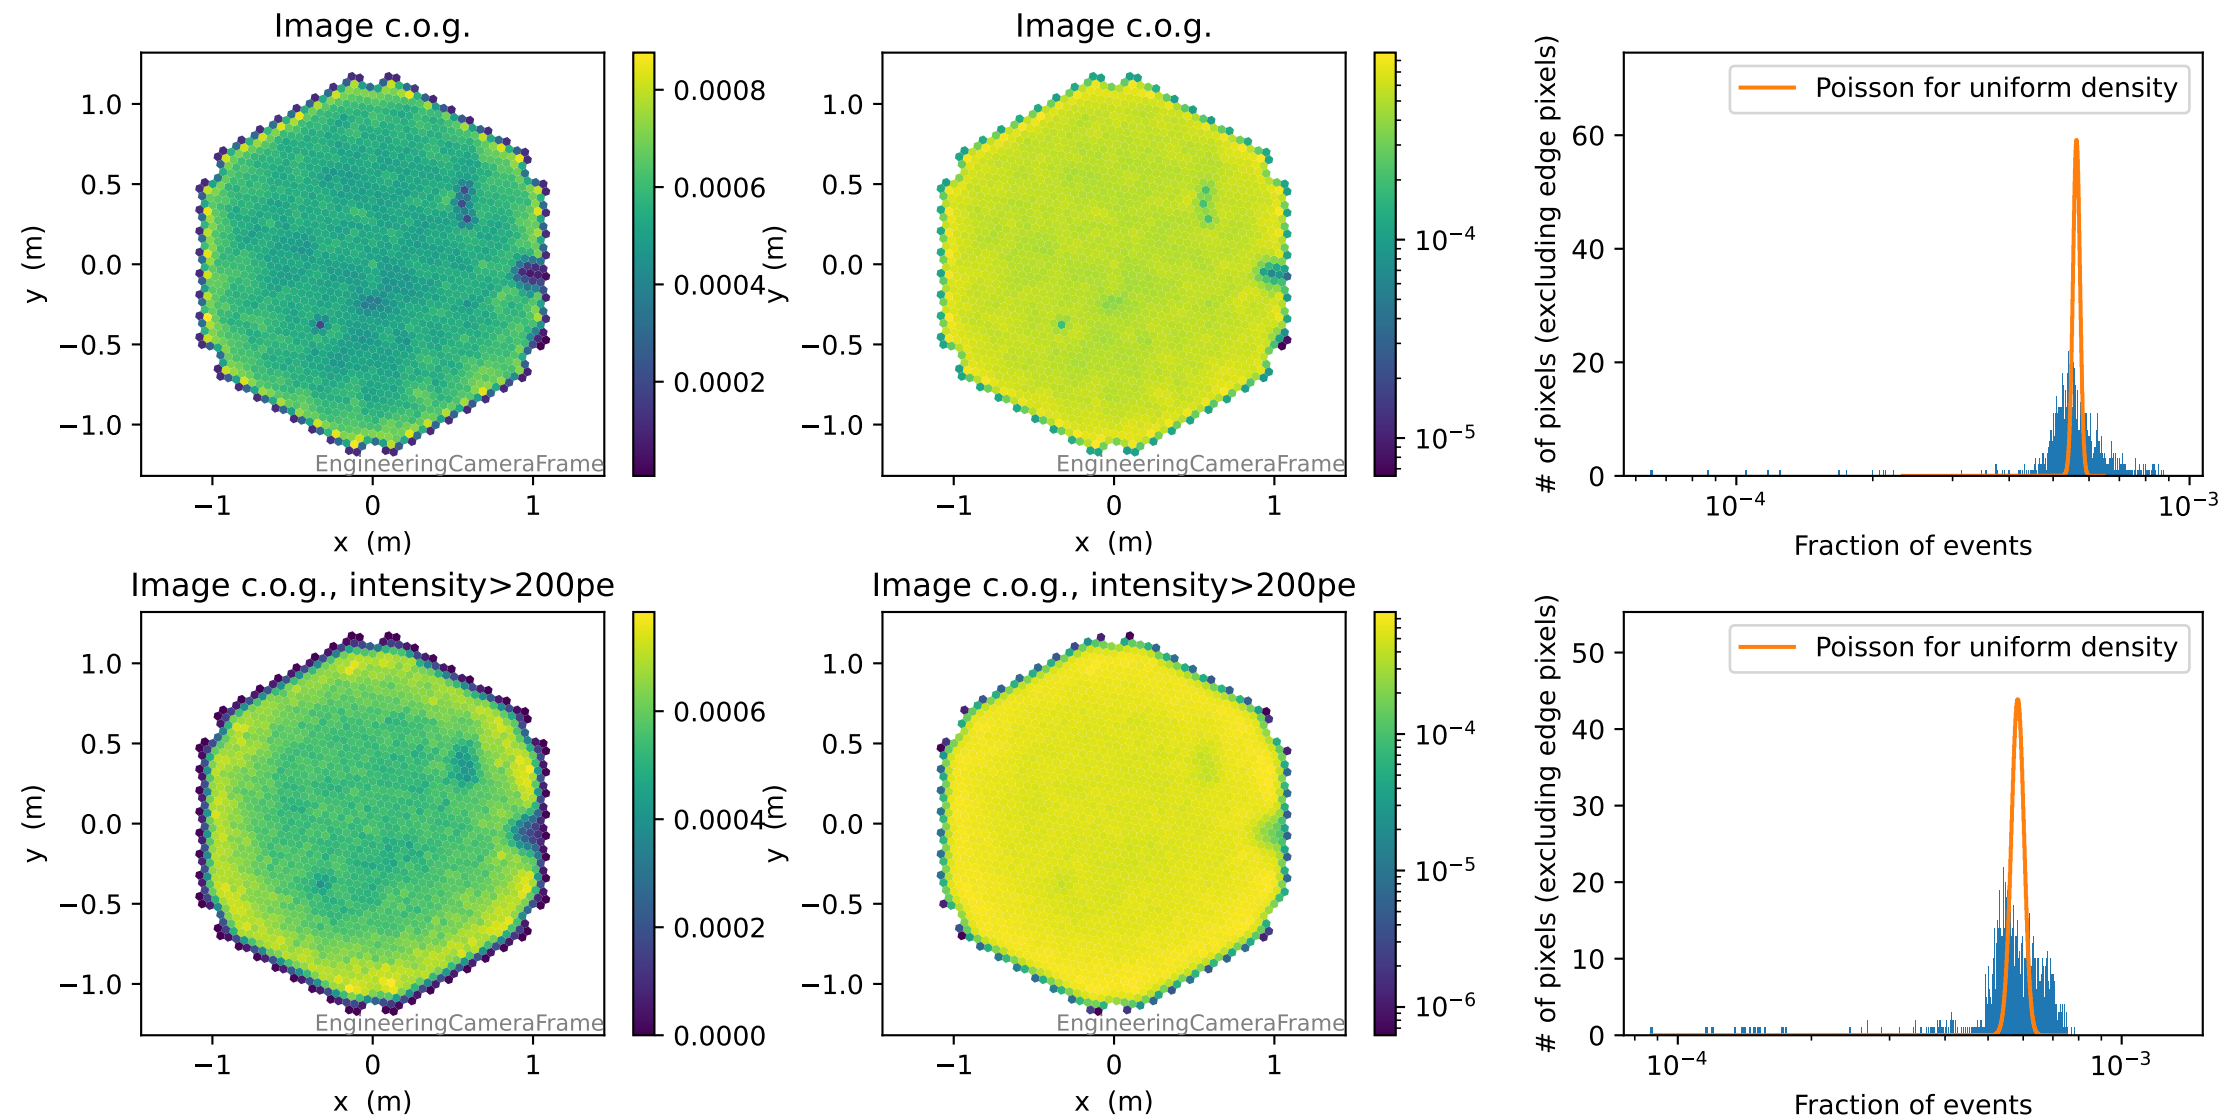 Image c.o.g.
1.0
0.5
0.0
−0.5
−1.0
y (m)
−1
0
1
x (m)
EngineeringCameraFrame
0.0008
0.0006
0.0004
0.0002
Image c.o.g.
1.0
0.5
0.0
−0.5
−1.0
y (m)
−1
0
1
x (m)
EngineeringCameraFrame
10⁻⁴
10⁻⁵
# of pixels (excluding edge pixels)
60
40
20
0
Poisson for uniform density
10⁻⁴
10⁻³
Fraction of events
Image c.o.g., intensity>200pe
1.0
0.5
0.0
−0.5
−1.0
y (m)
−1
0
1
x (m)
EngineeringCameraFrame
0.0006
0.0004
0.0002
0.0000
Image c.o.g., intensity>200pe
1.0
0.5
0.0
−0.5
−1.0
y (m)
−1
0
1
x (m)
EngineeringCameraFrame
10⁻⁴
10⁻⁵
10⁻⁶
# of pixels (excluding edge pixels)
50
40
30
20
10
0
Poisson for uniform density
10⁻⁴
10⁻³
Fraction of events